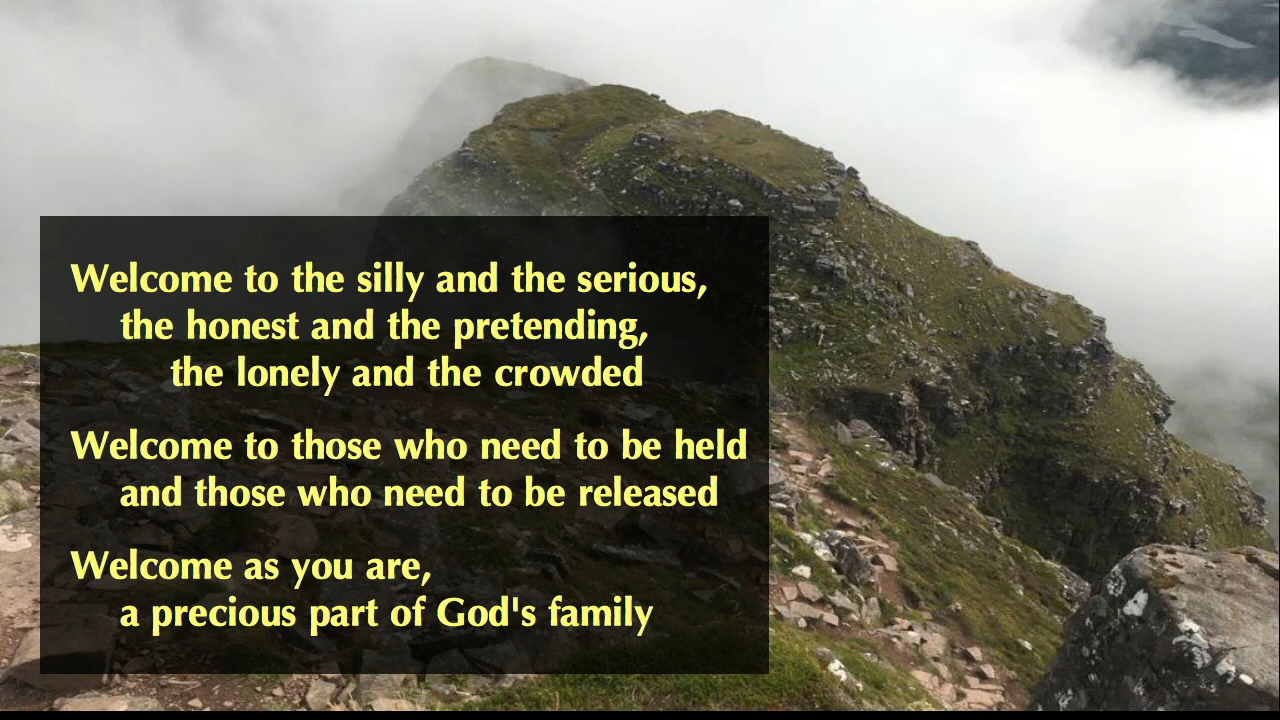 Welcome to the silly and the serious,
the honest and the pretending,
the lonely and the crowded
Welcome to those who need to be held
and those who need to be released
Welcome as you are,
a precious part of God's family